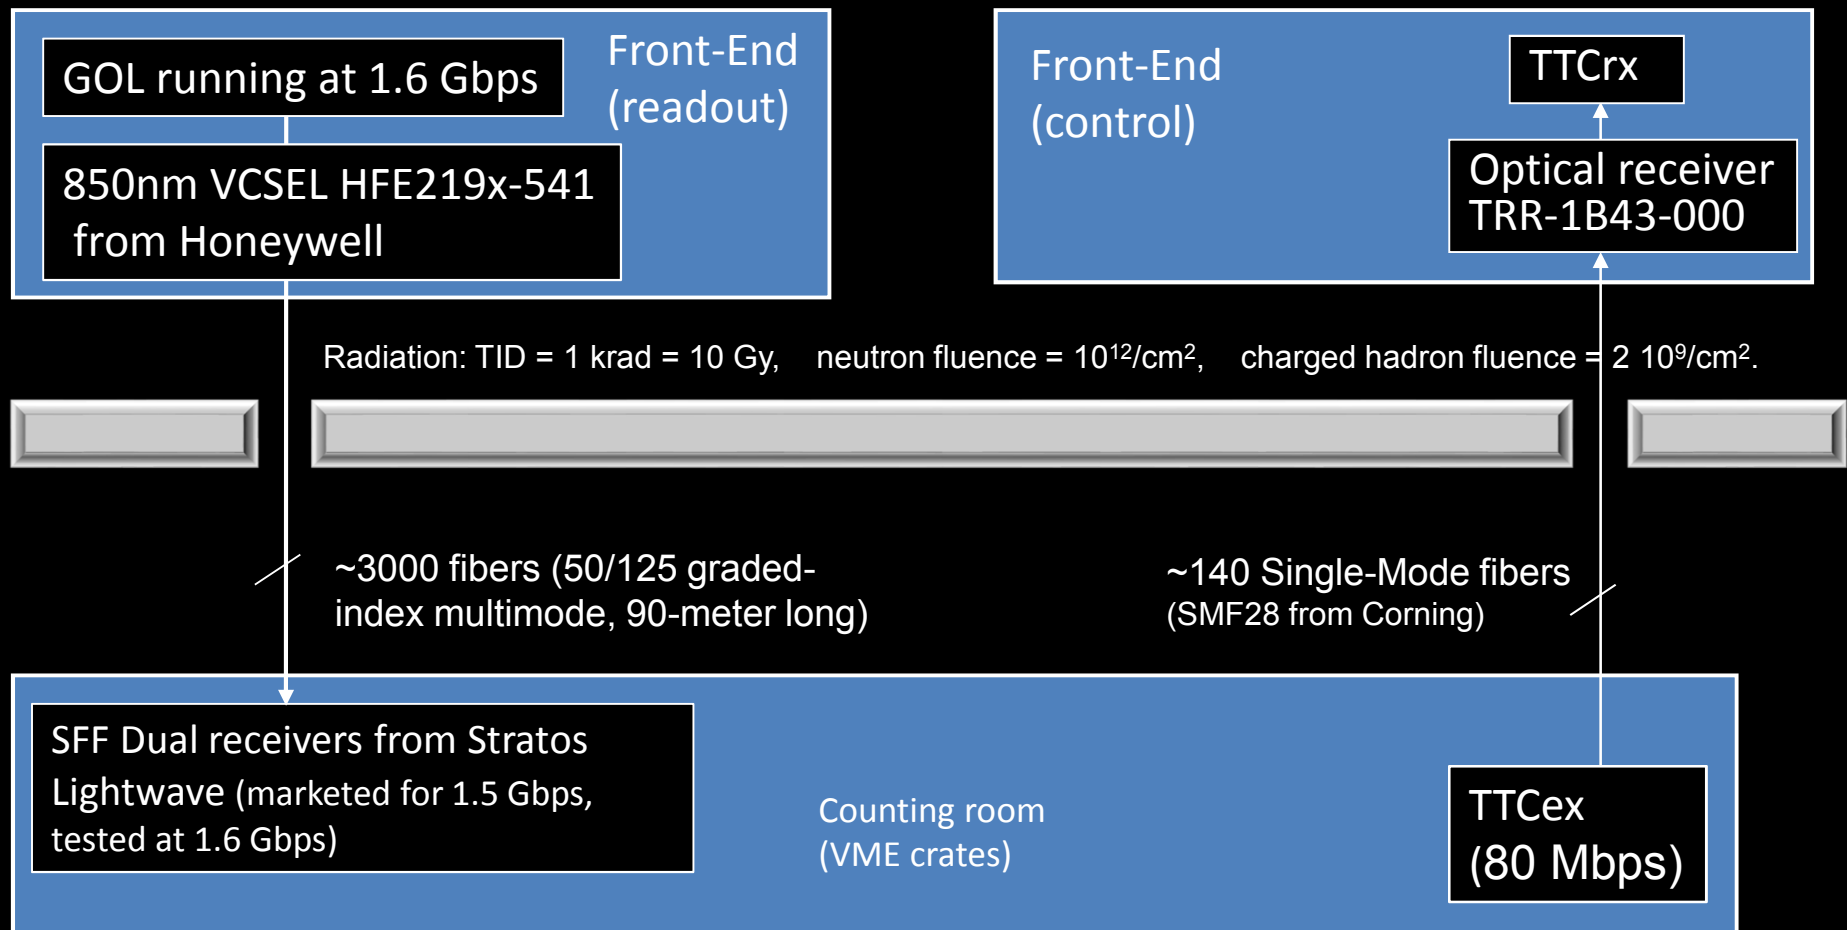 GOL running at 1.6 Gbps
Front-End
(readout)
850nm VCSEL HFE219x-541
from Honeywell
Front-End
(control)
TTCrx
Optical receiver
TRR-1B43-000
Radiation: TID = 1 krad = 10 Gy, neutron fluence = 10¹²/cm², charged hadron fluence = 2 10⁹/cm².
~3000 fibers (50/125 graded-
index multimode, 90-meter long)
~140 Single-Mode fibers
(SMF28 from Corning)
SFF Dual receivers from Stratos
Lightwave (marketed for 1.5 Gbps,
tested at 1.6 Gbps)
Counting room
(VME crates)
TTCex
(80 Mbps)